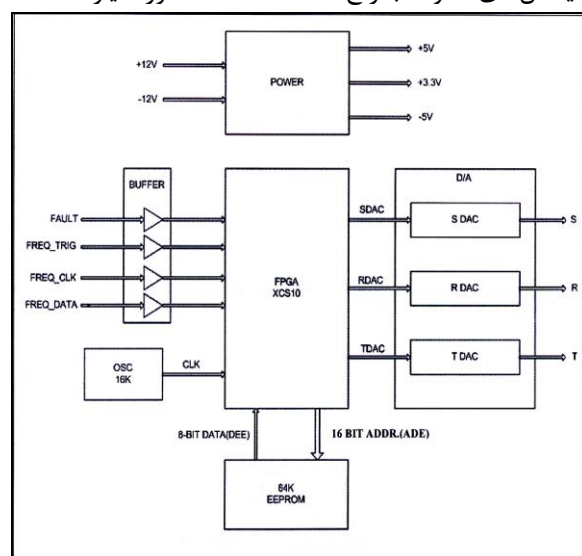 +12V
-12V
POWER
+5V
+3.3V
-5V
BUFFER
FAULT
FREQ_TRIG
FREQ_CLK
FREQ_DATA
OSC
16K
CLK
FPGA
XCS10
D/A
SDAC
S DAC
S
RDAC
R DAC
R
TDAC
T DAC
T
8-BIT DATA(DEE)
16 BIT ADDR.(ADE)
64K
EEPROM